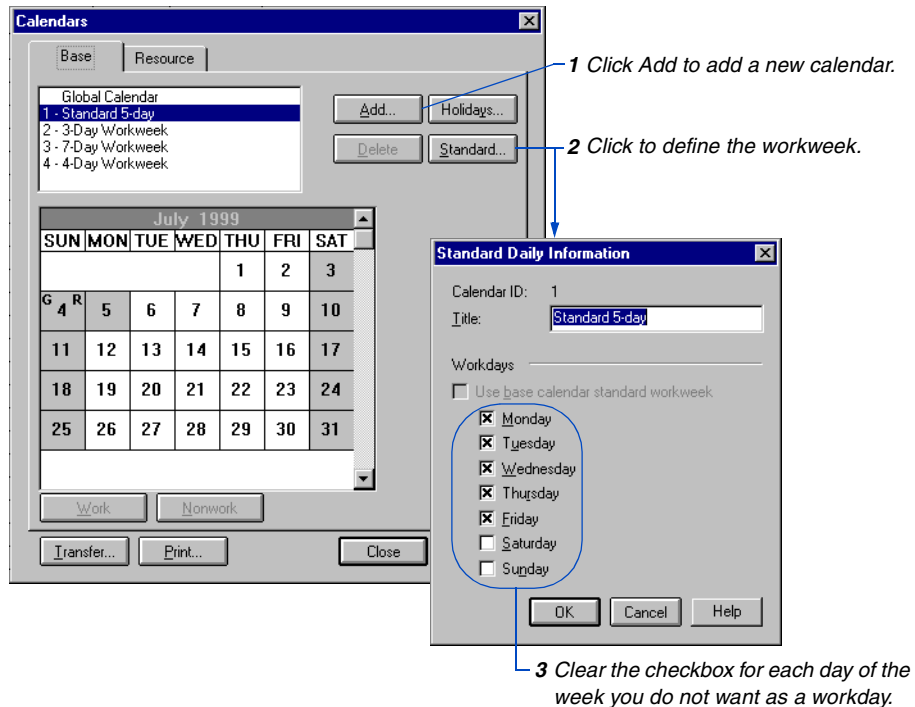 Calendars
Base Resource
1 Click Add to add a new calendar.
Global Calendar
1 - Standard 5-day
2 - 3-Day Workweek
3 - 7-Day Workweek
4 - 4-Day Workweek
Add... Holidays...
Delete Standard...
2 Click to define the workweek.
July 1999
SUN MON TUE WED THU FRI SAT
1 2 3
G 4 R 5 6 7 8 9 10
11 12 13 14 15 16 17
18 19 20 21 22 23 24
25 26 27 28 29 30 31
Work Nonwork
Transfer... Print... Close
Standard Daily Information
Calendar ID: 1
Title: Standard 5-day
Workdays
Use base calendar standard workweek
Monday
Tuesday
Wednesday
Thursday
Friday
Saturday
Sunday
OK Cancel Help
3 Clear the checkbox for each day of the
week you do not want as a workday.